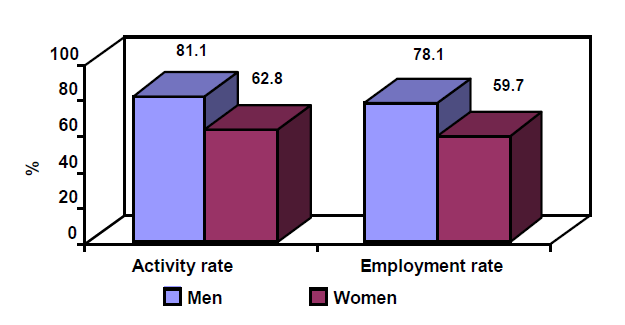 81.1
78.1
62.8
59.7
100
80
60
40
20
0
%
Activity rate
Employment rate
Men
Women